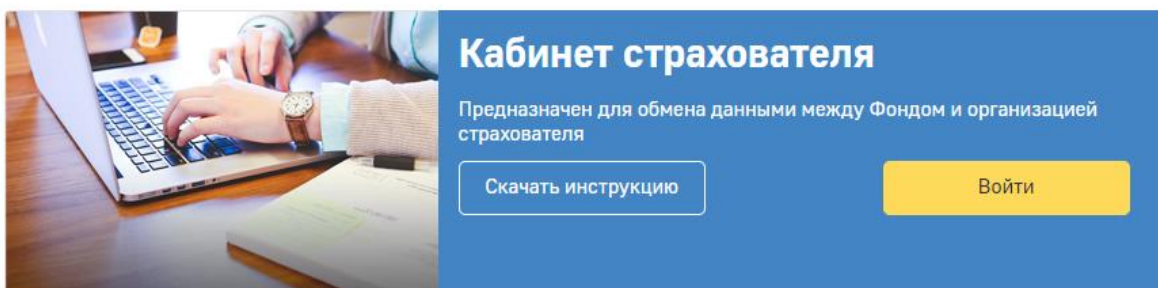 Кабинет страхователя
Предназначен для обмена данными между Фондом и организацией
страхователя
Скачать инструкцию
Войти